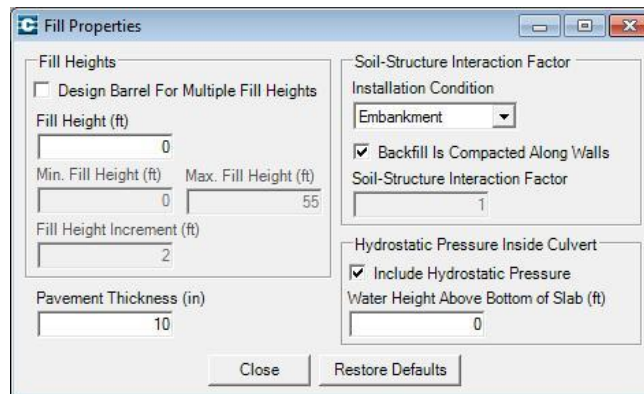 Fill Properties
Fill Heights
Design Barrel For Multiple Fill Heights
Fill Height (ft)
0
Min. Fill Height (ft) Max. Fill Height (ft)
0 55
Fill Height Increment (ft)
2
Pavement Thickness (in)
10
Soil-Structure Interaction Factor
Installation Condition
Embankment
Backfill Is Compacted Along Walls
Soil-Structure Interaction Factor
1
Hydrostatic Pressure Inside Culvert
Include Hydrostatic Pressure
Water Height Above Bottom of Slab (ft)
0
Close Restore Defaults